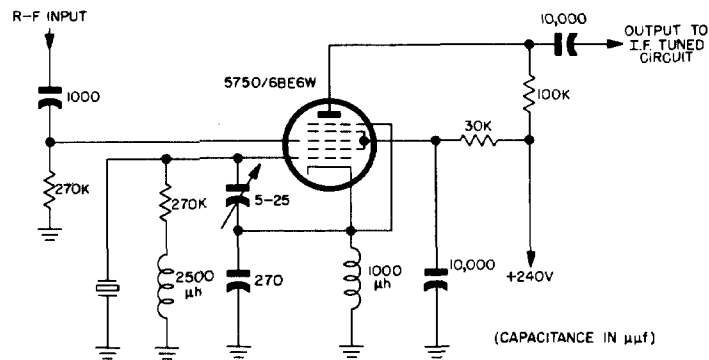 R-F INPUT
10,000
OUTPUT TO
I.F. TUNED
CIRCUIT
5750/6BE6W
1000
100K
30K
270K
270K
5-25
2500
μh
270
1000
μh
10,000
+240V
(CAPACITANCE IN μμf)